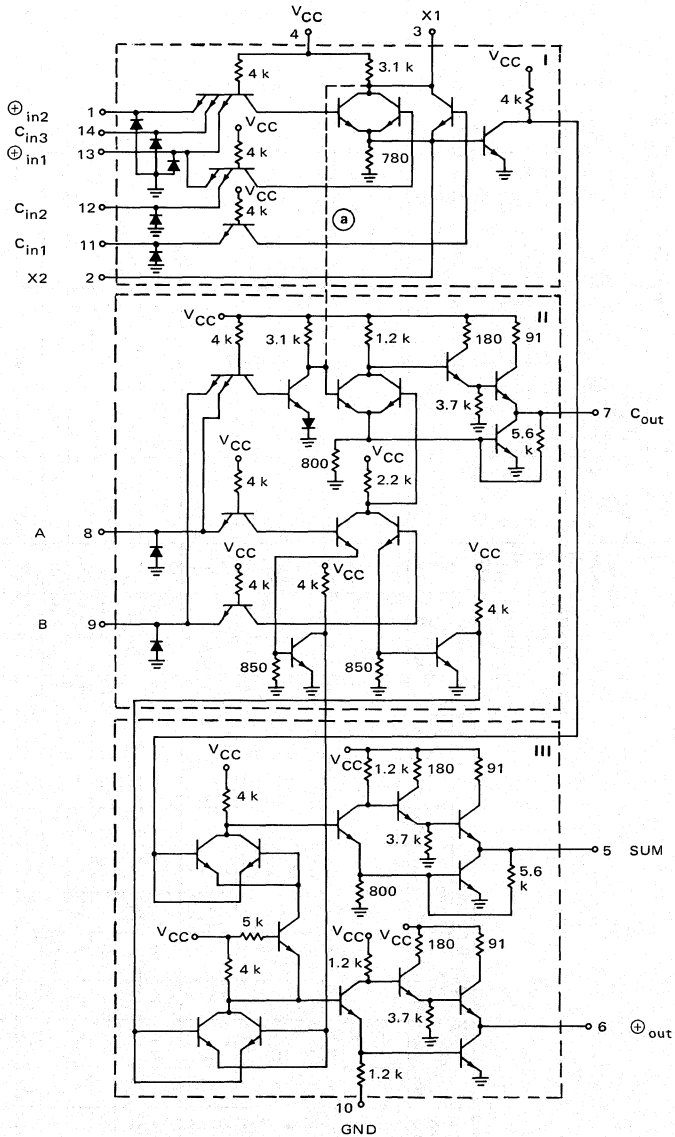 VCC
4
X1
3
I
4 k
3.1 k
VCC
4 k
⊕in2
1
Cin3
14
⊕in1
13
VCC
4 k
780
VCC
4 k
Cin2
12
a
Cin1
11
X2
2
VCC
II
4 k
3.1 k
1.2 k
180
91
3.7 k
7
Cout
5.6 k
800
VCC
4 k
VCC
2.2 k
A
8
VCC
4 k
VCC
4 k
VCC
4 k
B
9
850
850
III
VCC
4 k
VCC
1.2 k
180
91
3.7 k
5
SUM
5.6 k
800
5 k
VCC
4 k
VCC
1.2 k
VCC
180
91
3.7 k
6
⊕out
1.2 k
10
GND